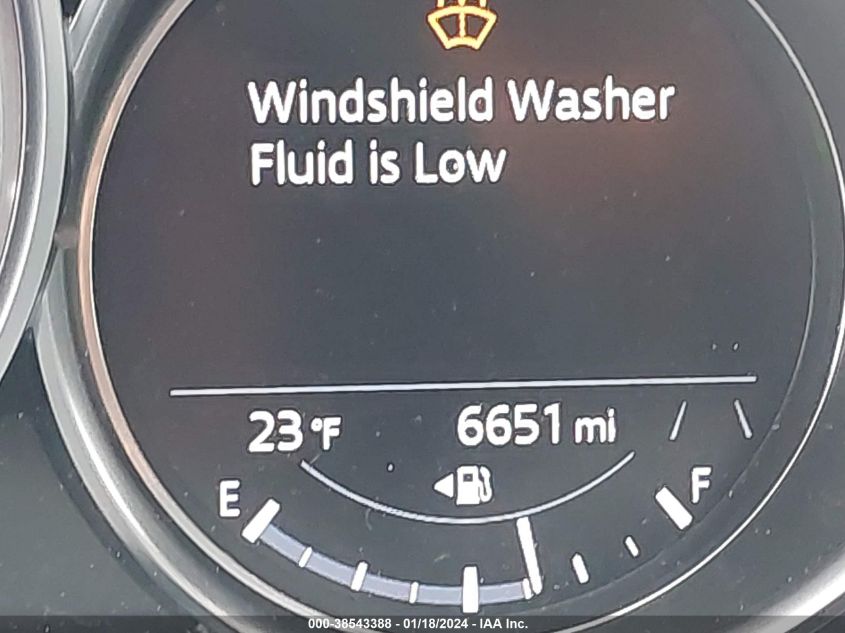 Windshield Washer
Fluid is Low
23 °F 6651 mi
E F
000-38543388 - 01/18/2024 - IAA Inc.